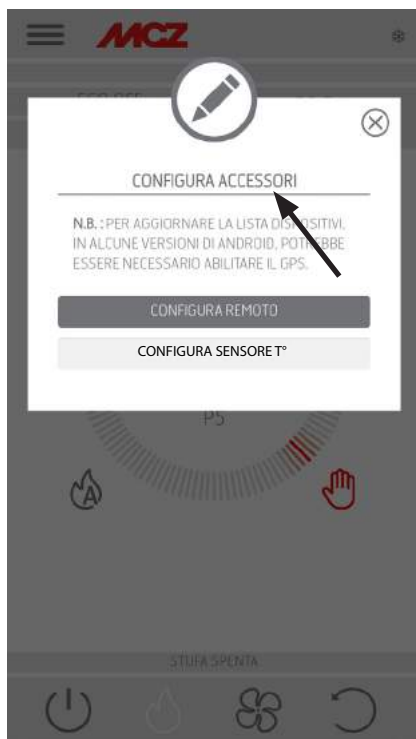 MCZ
CONFIGURA ACCESSORI
N.B. : PER AGGIORNARE LA LISTA DISPOSITIVI,
IN ALCUNE VERSIONI DI ANDROID, POTREBBE
ESSERE NECESSARIO ABILITARE IL GPS.
CONFIGURA REMOTO
CONFIGURA SENSORE T°
P5
A
STUFA SPENTA